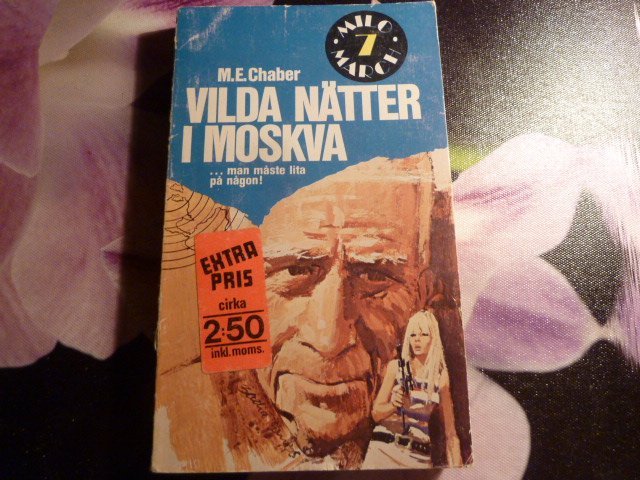 MILO
7
MARCH
M.E.Chaber
VILDA NÄTTER
I MOSKVA
... man måste lita
på någon!
EXTRA
PRIS
cirka
2:50
inkl.moms.